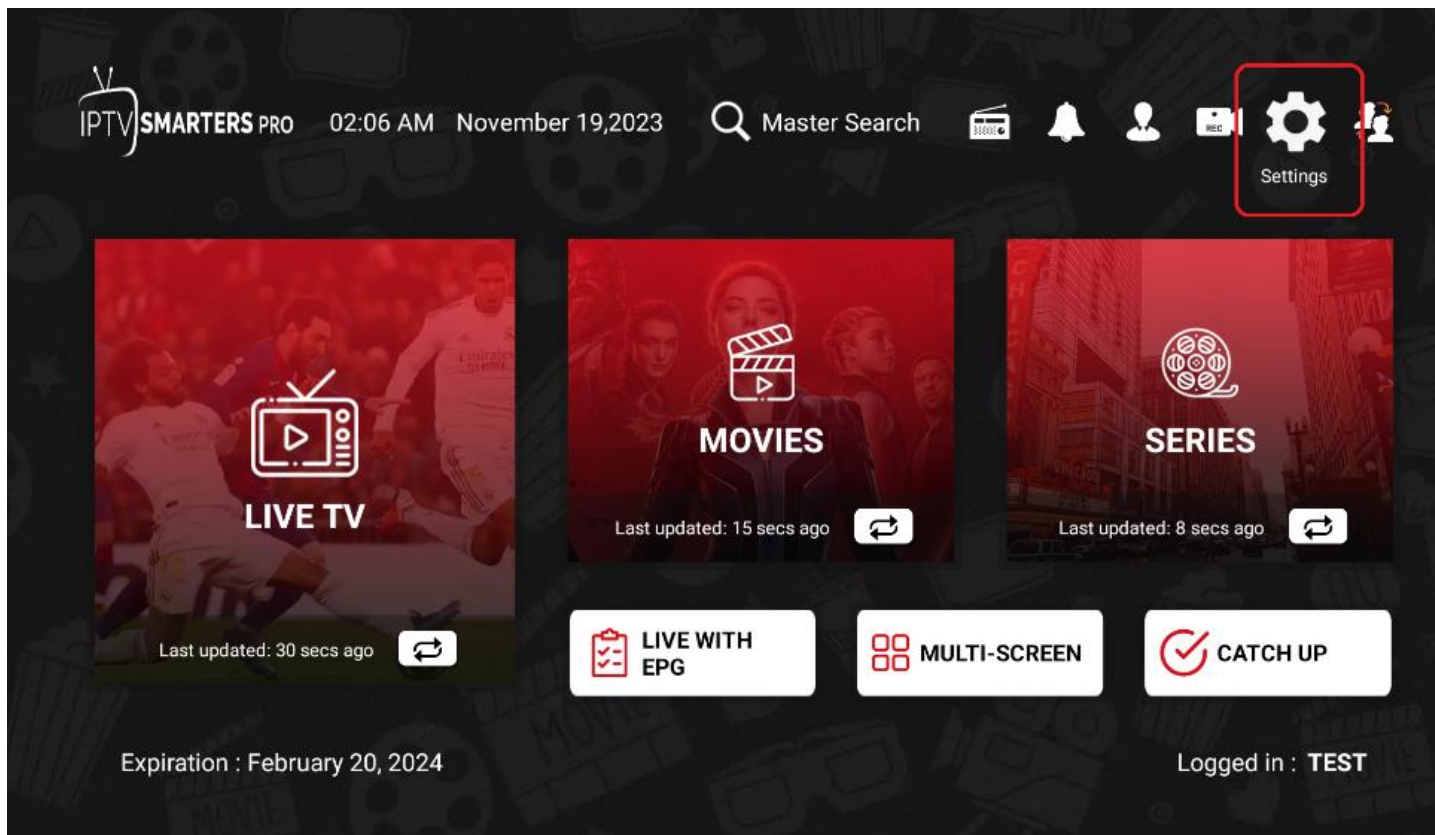 IPTV SMARTERS PRO
02:06 AM November 19,2023
Master Search
REC
Settings
LIVE TV
Last updated: 30 secs ago
MOVIES
Last updated: 15 secs ago
SERIES
Last updated: 8 secs ago
LIVE WITH
EPG
MULTI-SCREEN
CATCH UP
Expiration : February 20, 2024
Logged in : TEST